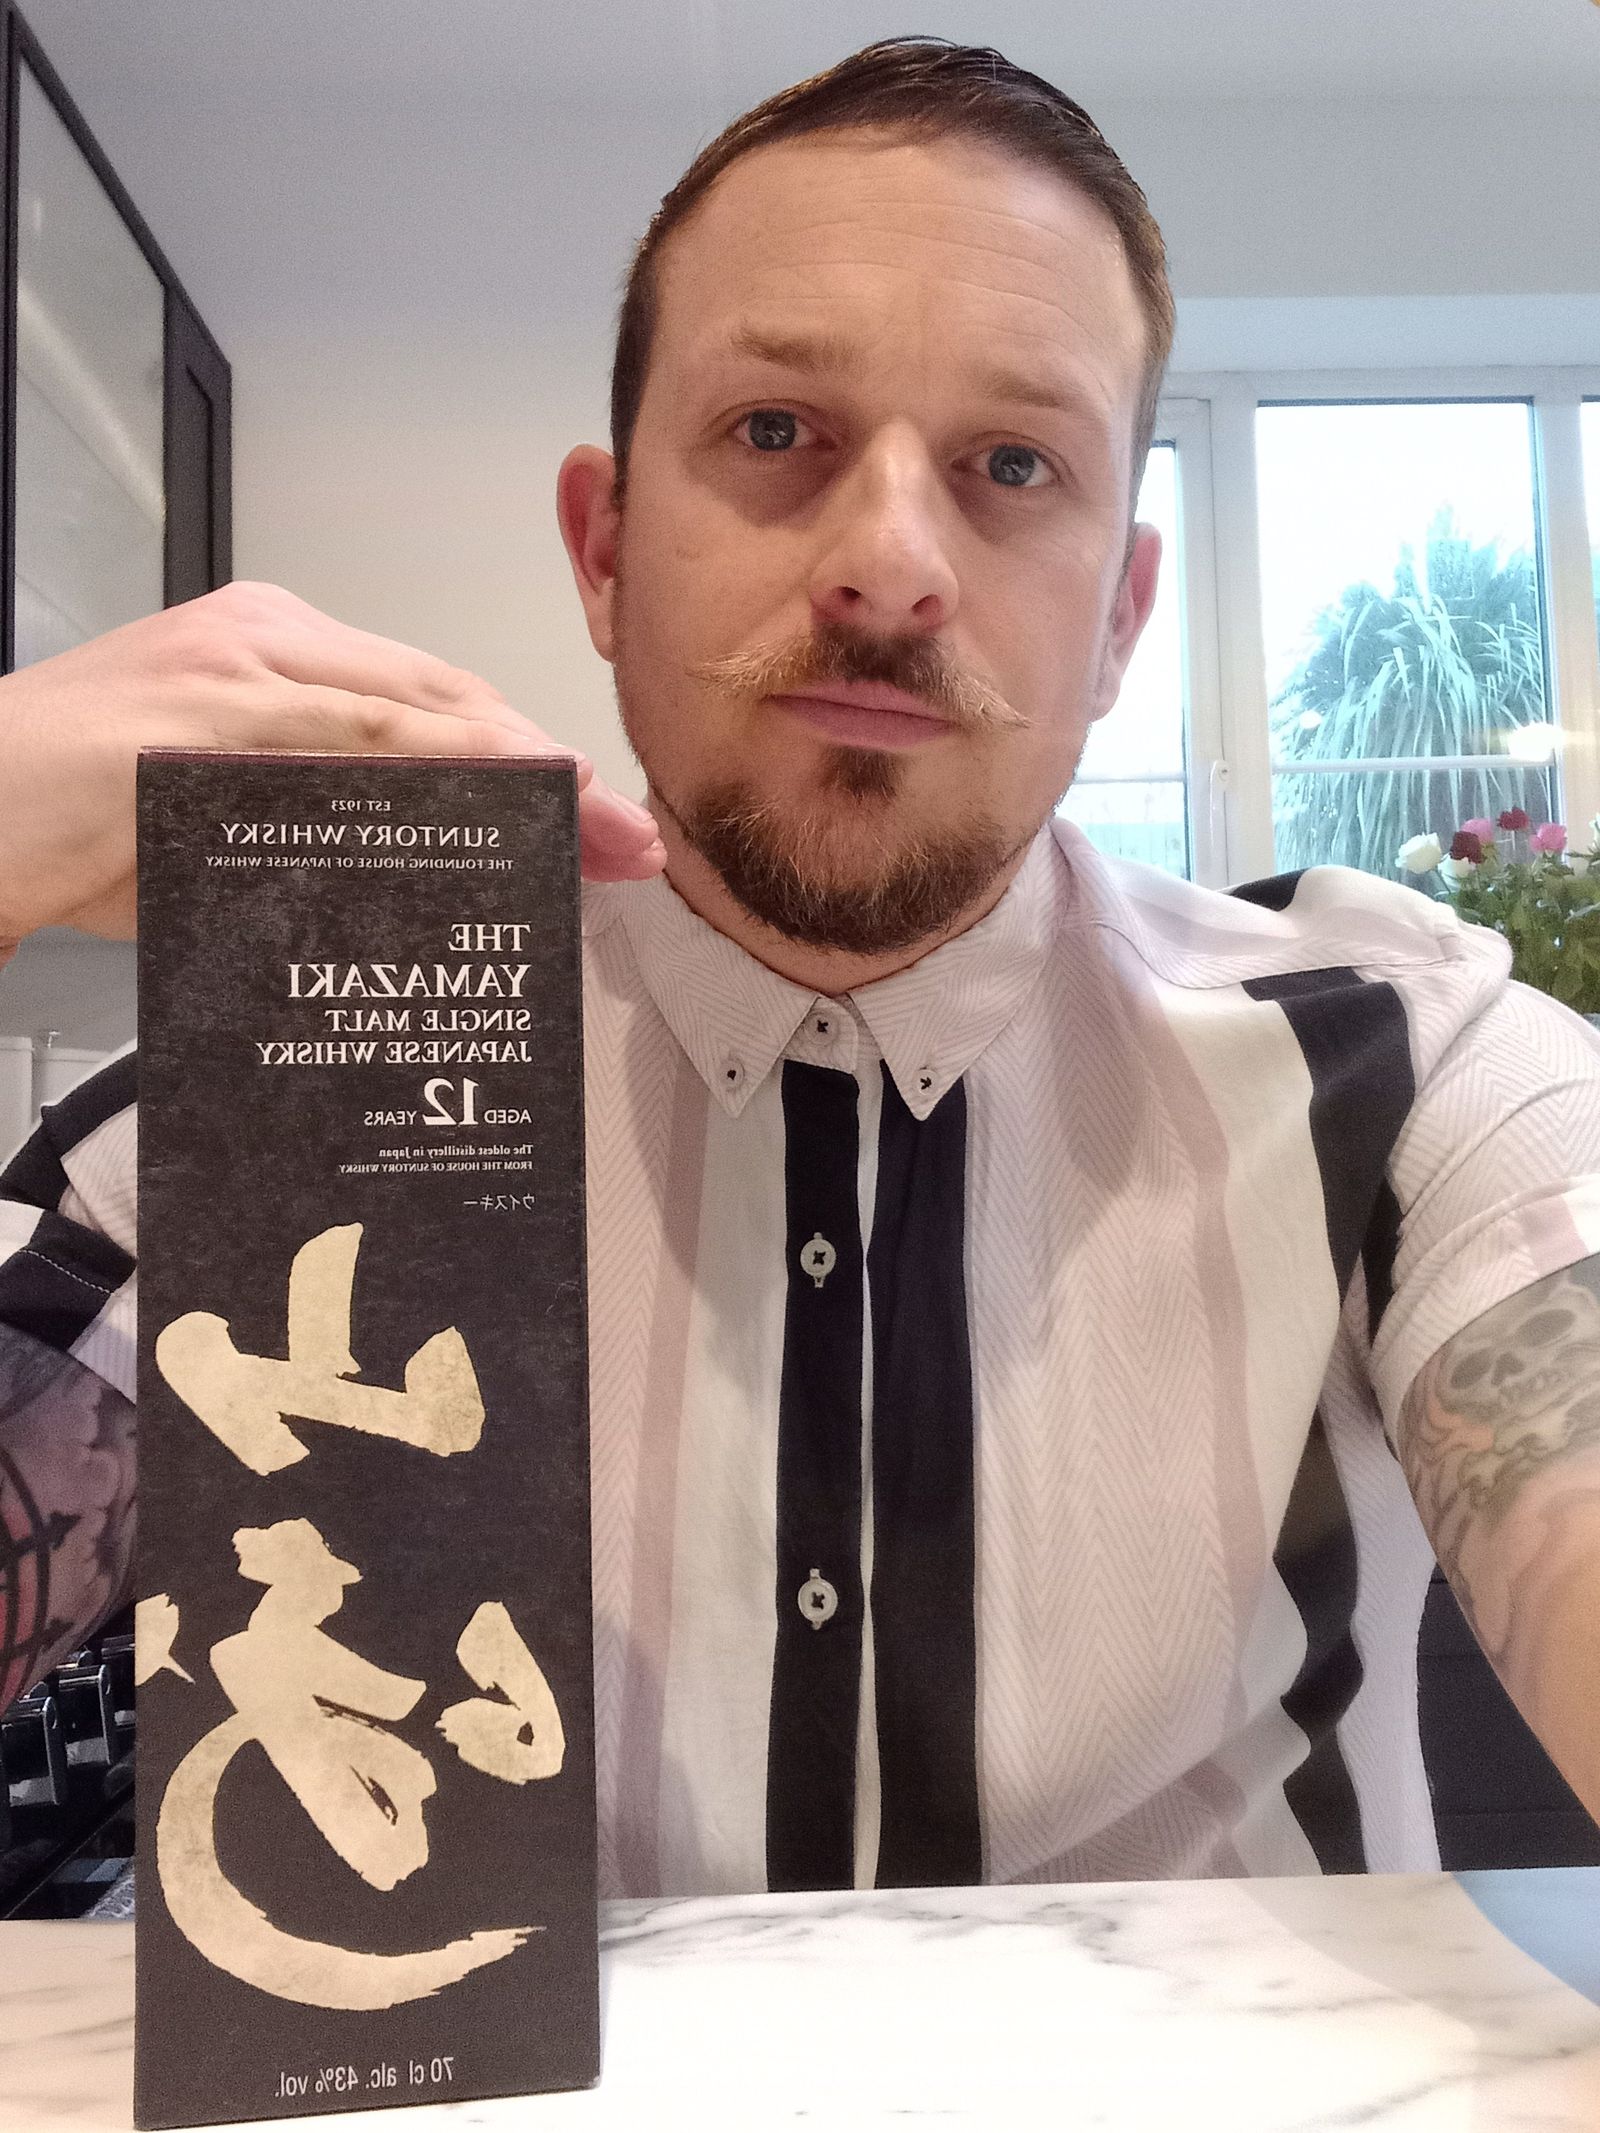 EST 1923
SUNTORY WHISKY
THE FOUNDING HOUSE OF JAPANESE WHISKY
THE
YAMAZAKI
SINGLE MALT
JAPANESE WHISKY
AGED 12 YEARS
The oldest distillery in Japan
FROM THE HOUSE OF SUNTORY WHISKY
ウイスキー
山崎
70 cl alc. 43% vol.